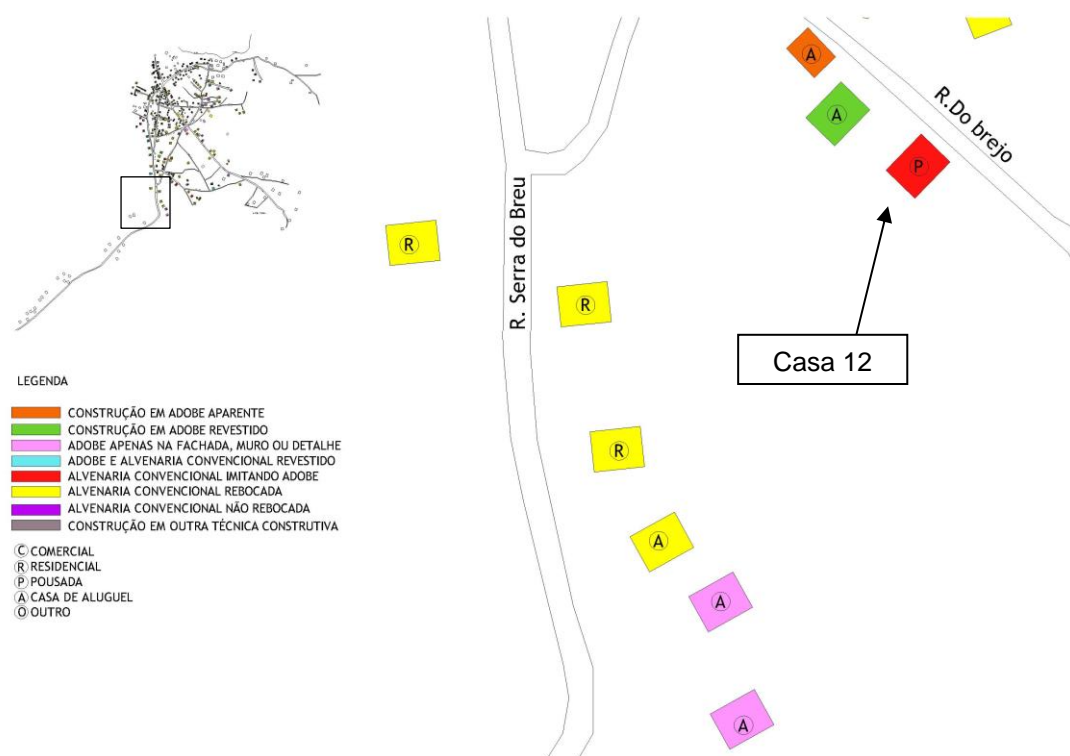 A
R.Do brejo
A
P
R. Serra do Breu
R
R
Casa 12
LEGENDA
CONSTRUÇÃO EM ADOBE APARENTE
CONSTRUÇÃO EM ADOBE REVESTIDO
ADOBE APENAS NA FACHADA, MURO OU DETALHE
ADOBE E ALVENARIA CONVENCIONAL REVESTIDO
ALVENARIA CONVENCIONAL IMITANDO ADOBE
ALVENARIA CONVENCIONAL REBOCADA
ALVENARIA CONVENCIONAL NÃO REBOCADA
CONSTRUÇÃO EM OUTRA TÉCNICA CONSTRUTIVA
C COMERCIAL
R RESIDENCIAL
P POUSADA
A CASA DE ALUGUEL
O OUTRO
R
A
A
A